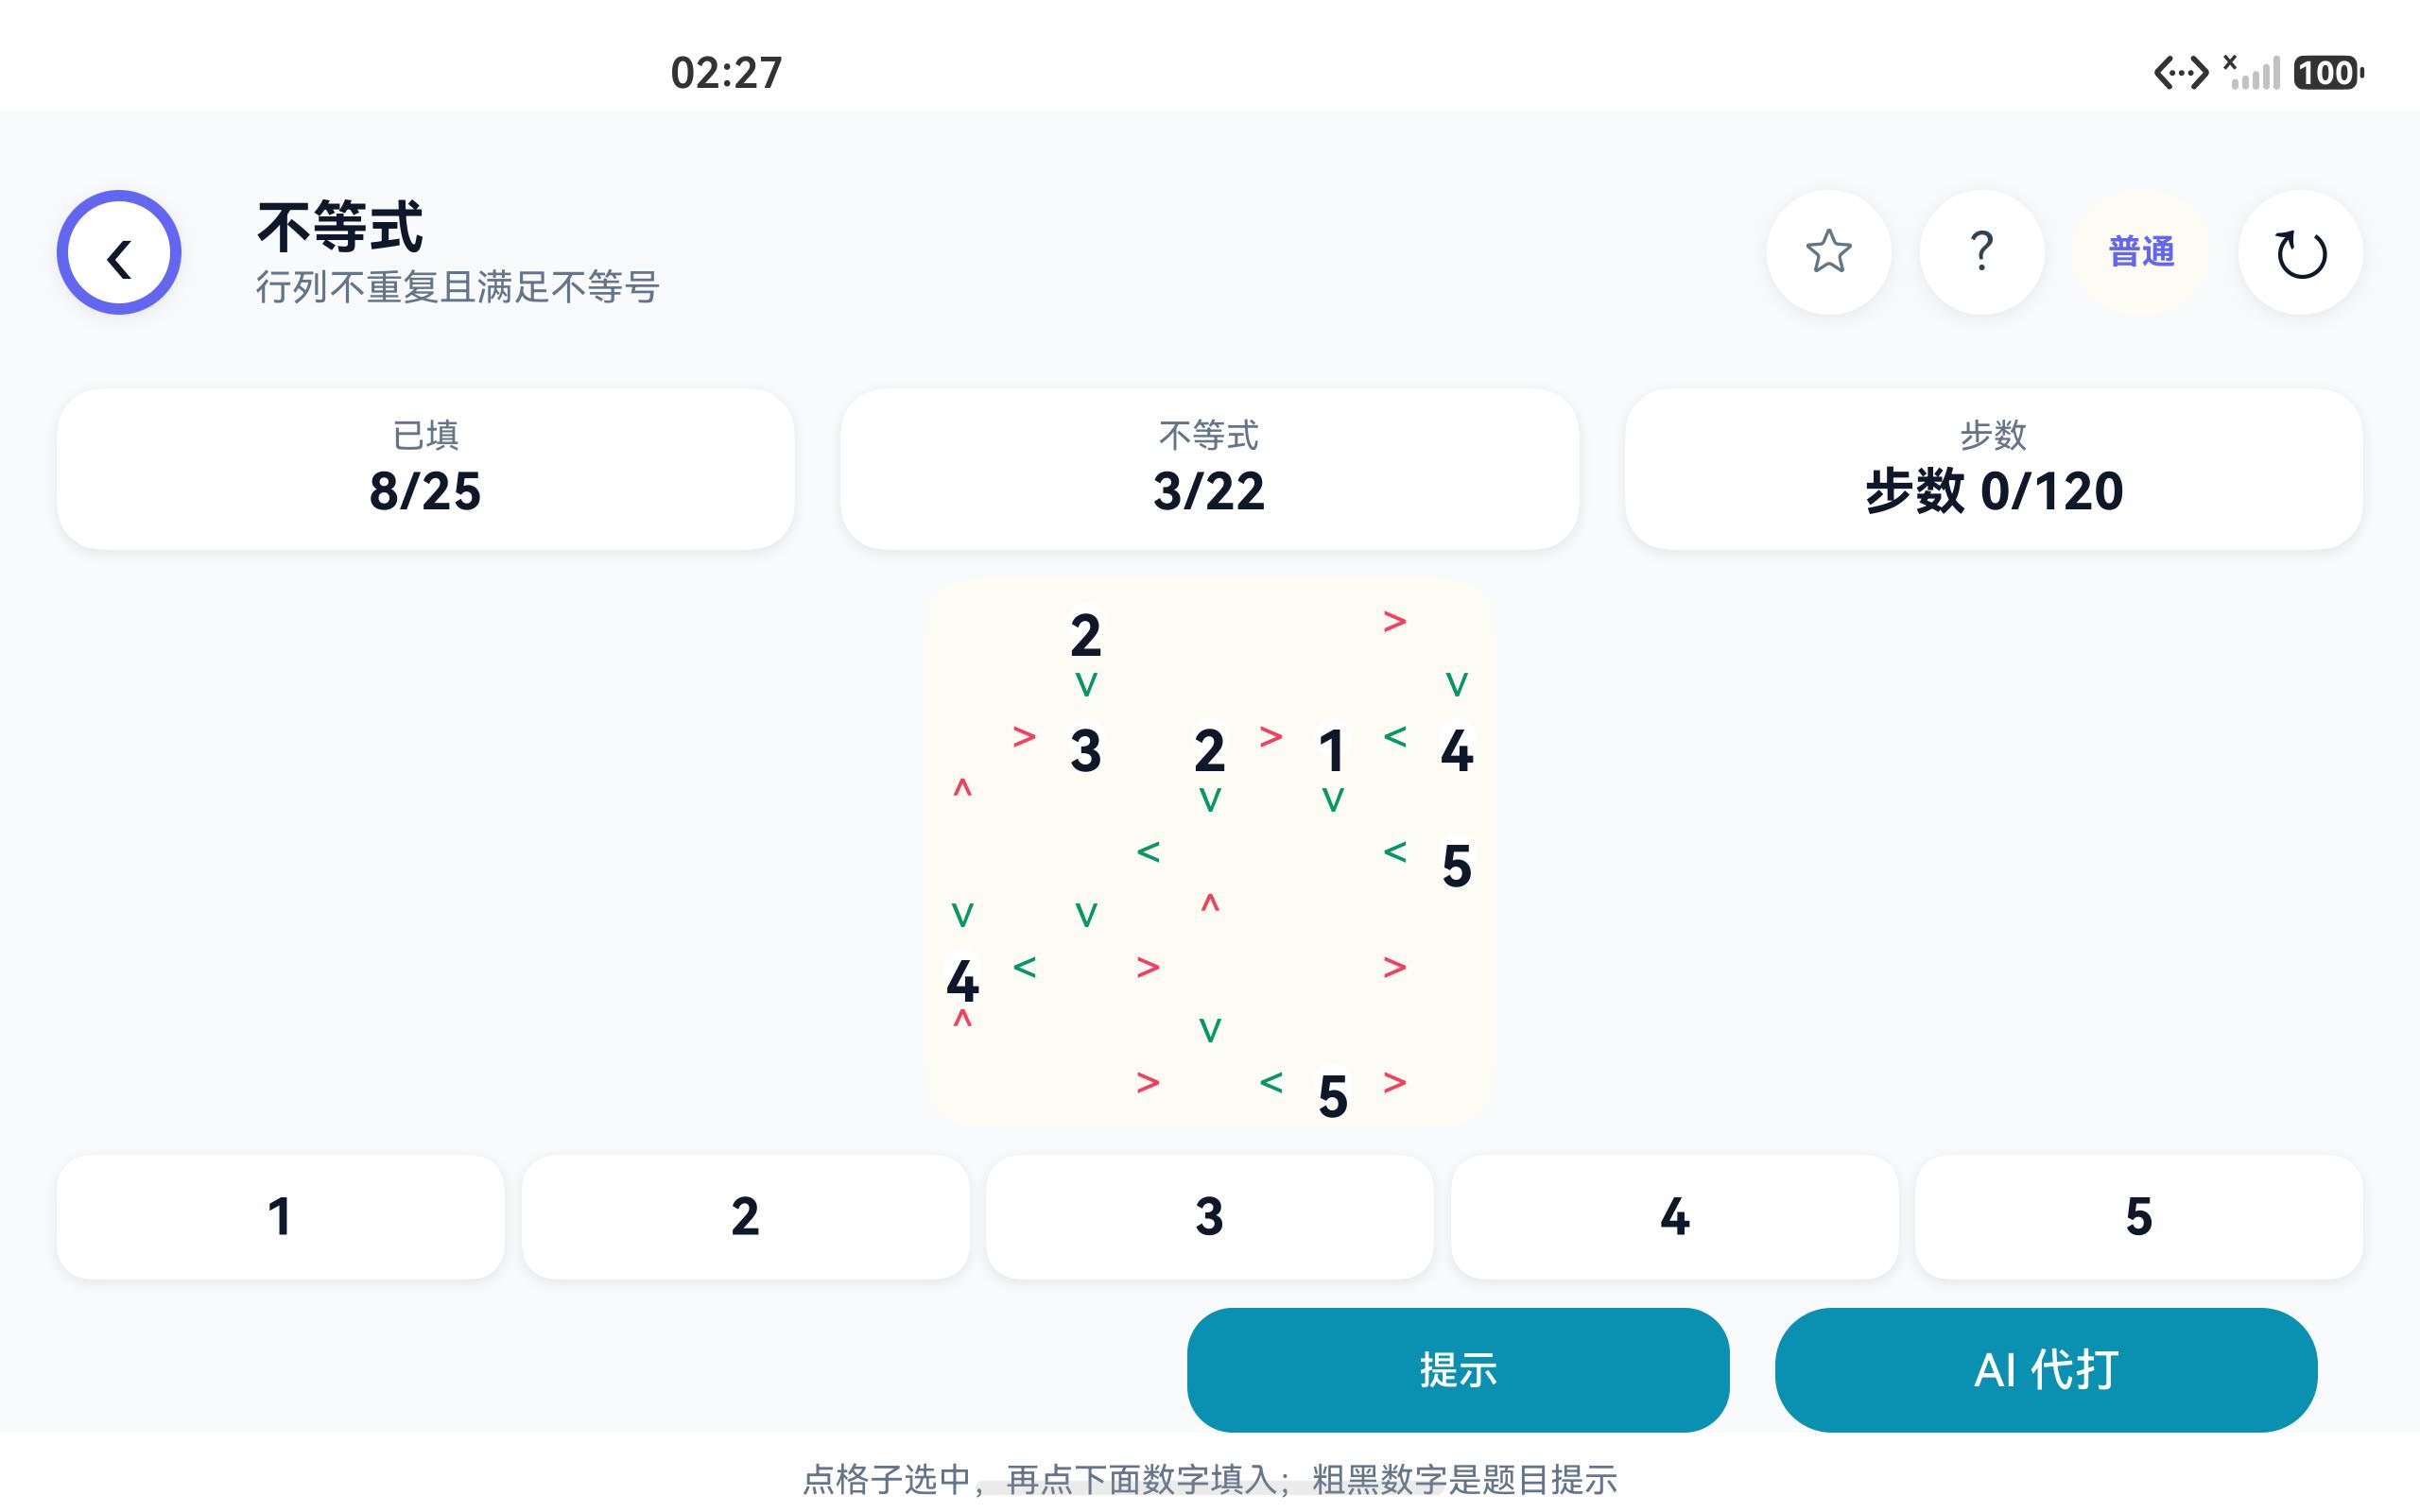 02:27
100
不等式
行列不重复且满足不等号
?
普通
已填
8/25
不等式
3/22
步数
步数 0/120
2 >
v v
> 3 2 > 1 < 4
^ v v
< < 5
v v ^
4 < > >
^ v
> < 5 >
1 2 3 4 5
提示
AI 代打
点格子选中，再点下面数字填入；粗黑数字是题目提示